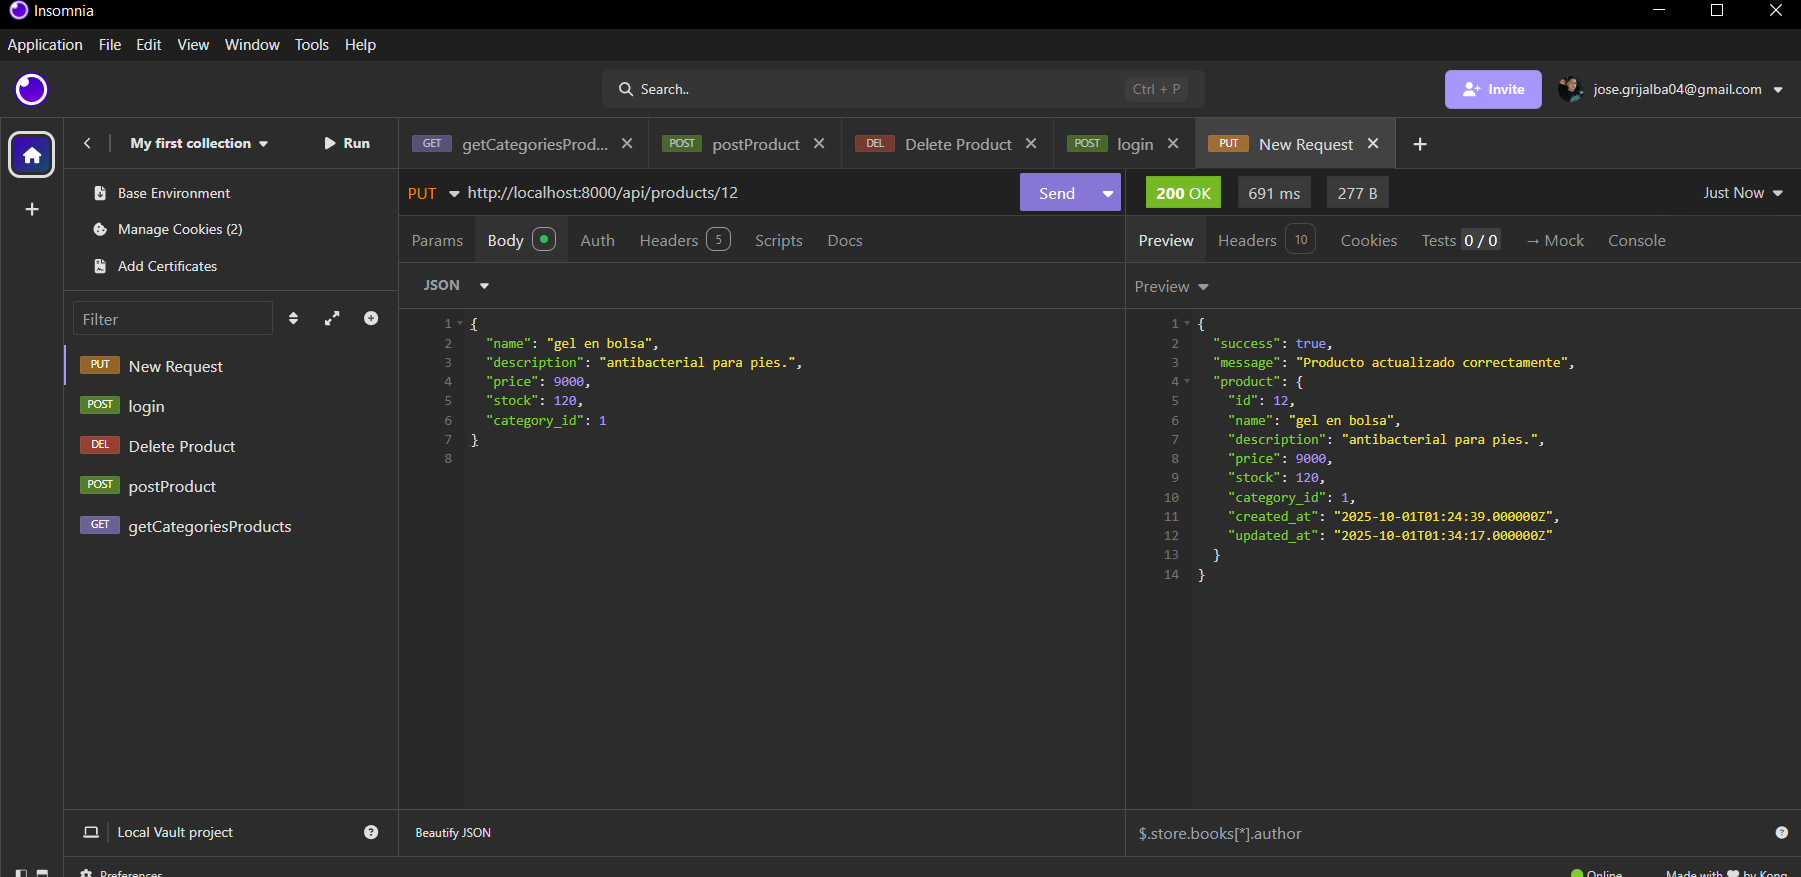 Insomnia
Application File Edit View Window Tools Help
Search.. Ctrl + P Invite jose.grijalba04@gmail.com
My first collection Run
GET getCategoriesProd... POST postProduct DEL Delete Product POST login PUT New Request
Base Environment
Manage Cookies (2)
Add Certificates
Filter
PUT New Request
POST login
DEL Delete Product
POST postProduct
GET getCategoriesProducts
Local Vault project
Preferences
PUT http://localhost:8000/api/products/12 Send
Params Body Auth Headers 5 Scripts Docs
JSON
1 {
2 "name": "gel en bolsa",
3 "description": "antibacterial para pies.",
4 "price": 9000,
5 "stock": 120,
6 "category_id": 1
7 }
8
Beautify JSON
200 OK 691 ms 277 B Just Now
Preview Headers 10 Cookies Tests 0 / 0 → Mock Console
Preview
1 {
2 "success": true,
3 "message": "Producto actualizado correctamente",
4 "product": {
5 "id": 12,
6 "name": "gel en bolsa",
7 "description": "antibacterial para pies.",
8 "price": 9000,
9 "stock": 120,
10 "category_id": 1,
11 "created_at": "2025-10-01T01:24:39.000000Z",
12 "updated_at": "2025-10-01T01:34:17.000000Z"
13 }
14 }
$.store.books[*].author
Online Made with ♥ by Kong